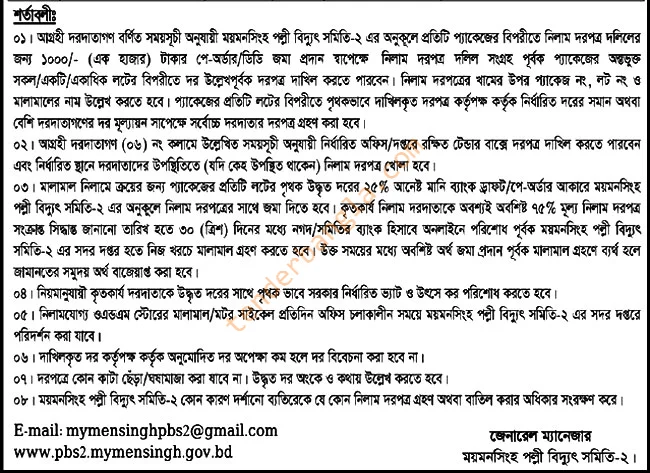 শর্তাবলীঃ
০১। আগ্রহী দরদাতাগণ বর্ণিত সময়সূচী অনুযায়ী ময়মনসিংহ পল্লী বিদ্যুৎ সমিতি-২ এর অনুকূলে প্রতিটি প্যাকেজের বিপরীতে নিলাম দরপত্র দলিলের
জন্য ১০০০/- (এক হাজার) টাকার পে-অর্ডার/ডিডি জমা প্রদান স্বাপেক্ষে নিলাম দরপত্র দলিল সংগ্রহ পূর্বক প্যাকেজের অন্তর্ভুক্ত
সকল/একটি/একাধিক লটের বিপরীতে দর উল্লেখপূর্বক দরপত্র দাখিল করতে পারবেন। নিলাম দরপত্রের খামের উপর প্যাকেজ নং, লট নং ও
মালামালের নাম উল্লেখ করতে হবে। প্যাকেজের প্রতিটি লটের বিপরীতে পৃথকভাবে দাখিলকৃত দরপত্র কর্তৃপক্ষ কর্তৃক নির্ধারিত দরের সমান অথবা
বেশি দরদাতাগণের দর মূল্যায়ন সাপেক্ষে সর্বোচ্চ দরদাতার দরপত্র গ্রহণ করা হবে।
০২। আগ্রহী দরদাতাগণ (০৬) নং কলামে উল্লেখিত সময়সূচী অনুযায়ী নির্ধারিত অফিস/দপ্তরে রক্ষিত টেন্ডার বাক্সে দরপত্র দাখিল করতে পারবেন
এবং নির্ধারিত স্থানে দরদাতাদের উপস্থিতিতে (যদি কেহ উপস্থিত থাকেন) নিলাম দরপত্র খোলা হবে।
০৩। মালামাল নিলামে ক্রয়ের জন্য প্যাকেজের প্রতিটি লটের পৃথক উদ্ধৃত দরের ২৫% আর্নেষ্ট মানি ব্যাংক ড্রাফট/পে-অর্ডার আকারে ময়মনসিংহ
পল্লী বিদ্যুৎ সমিতি-২ এর অনুকূলে নিলাম দরপত্রের সাথে জমা দিতে হবে। কৃতকার্য নিলাম দরদাতাকে অবশ্যই অবশিষ্ট ৭৫% মূল্য নিলাম দরপত্র
সংক্রান্ত সিদ্ধান্ত জানানো তারিখ হতে ৩০ (ত্রিশ) দিনের মধ্যে নগদ/সমিতির ব্যাংক হিসাবে অনলাইনে পরিশোধ পূর্বক ময়মনসিংহ পল্লী বিদ্যুৎ
সমিতি-২ এর সদর দপ্তর হতে নিজ খরচে মালামাল গ্রহণ করতে হবে। উক্ত সময়ের মধ্যে অবশিষ্ট অর্থ জমা প্রদান পূর্বক মালামাল গ্রহণে ব্যর্থ হলে
জামানতের সমুদয় অর্থ বাজেয়াপ্ত করা হবে।
০৪। নিয়মানুযায়ী কৃতকার্য দরদাতাকে উদ্ধৃত দরের সাথে পৃথক ভাবে সরকার নির্ধারিত ভ্যাট ও উৎসে কর পরিশোধ করতে হবে।
০৫। নিলামযোগ্য ওএন্ডএম স্টোরের মালামাল/মটর সাইকেল প্রতিদিন অফিস চলাকালীন সময়ে ময়মনসিংহ পল্লী বিদ্যুৎ সমিতি-২ এর সদর দপ্তরে
পরিদর্শন করা যাবে।
০৬। দাখিলকৃত দর কর্তৃপক্ষ কর্তৃক অনুমোদিত দর অপেক্ষা কম হলে দর বিবেচনা করা হবে না।
০৭। দরপত্রে কোন কাটা ছেঁড়া/ঘষামাজা করা যাবে না। উদ্ধৃত দর অংকে ও কথায় উল্লেখ করতে হবে।
০৮। ময়মনসিংহ পল্লী বিদ্যুৎ সমিতি-২ কোন কারণ দর্শানো ব্যতিরেকে যে কোন নিলাম দরপত্র গ্রহণ অথবা বাতিল করার অধিকার সংরক্ষণ করে।
E-mail: mymensinghpbs2@gmail.com
www.pbs2.mymensingh.gov.bd
জেনারেল ম্যানেজার
ময়মনসিংহ পল্লী বিদ্যুৎ সমিতি-২।
tenderbangla.com